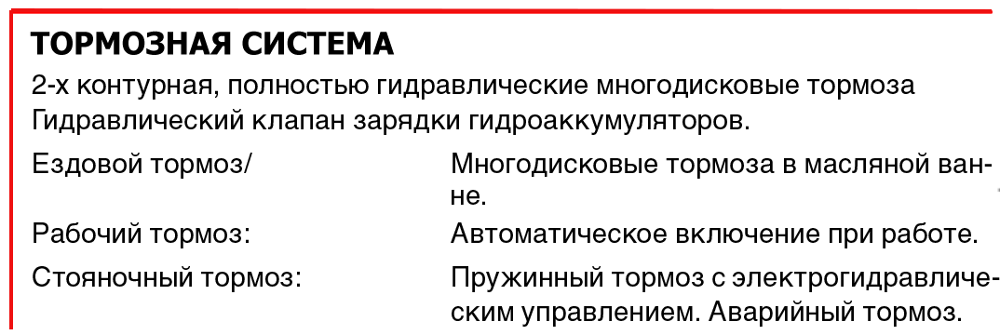 ТОРМОЗНАЯ СИСТЕМА
2-х контурная, полностью гидравлические многодисковые тормоза
Гидравлический клапан зарядки гидроаккумуляторов.
Ездовой тормоз/ Многодисковые тормоза в масляной ван-
не.
Рабочий тормоз: Автоматическое включение при работе.
Стояночный тормоз: Пружинный тормоз с электрогидравличе-
ским управлением. Аварийный тормоз.